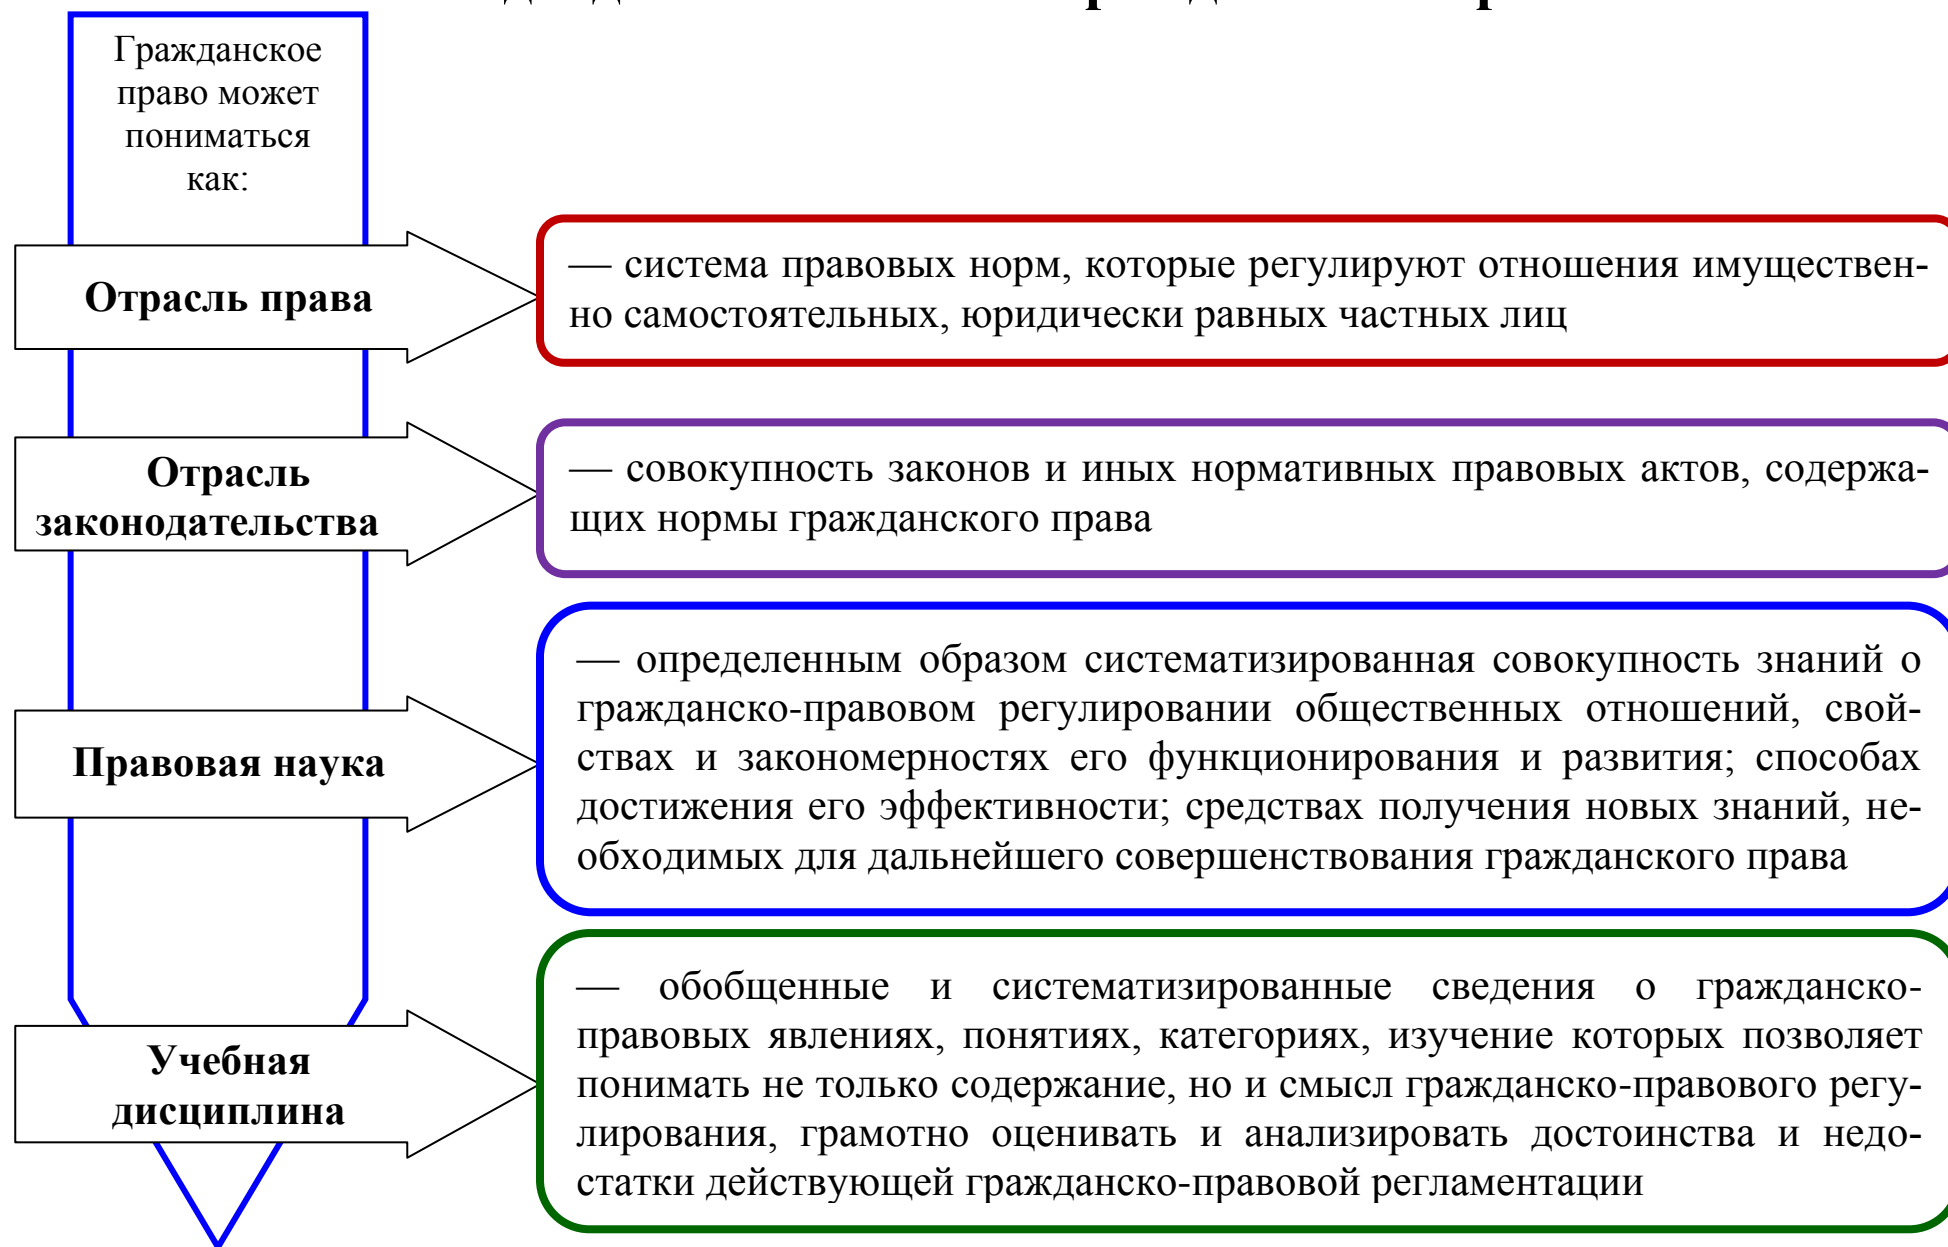 Гражданское
право может
пониматься
как:
Отрасль права
— система правовых норм, которые регулируют отношения имуществен-
но самостоятельных, юридически равных частных лиц
Отрасль
законодательства
— совокупность законов и иных нормативных правовых актов, содержа-
щих нормы гражданского права
Правовая наука
— определенным образом систематизированная совокупность знаний о
гражданско-правовом регулировании общественных отношений, свой-
ствах и закономерностях его функционирования и развития; способах
достижения его эффективности; средствах получения новых знаний, не-
обходимых для дальнейшего совершенствования гражданского права
Учебная
дисциплина
— обобщенные и систематизированные сведения о гражданско-
правовых явлениях, понятиях, категориях, изучение которых позволяет
понимать не только содержание, но и смысл гражданско-правового регу-
лирования, грамотно оценивать и анализировать достоинства и недо-
статки действующей гражданско-правовой регламентации